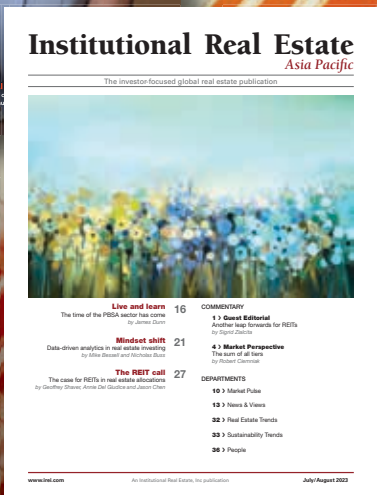 Institutional Real Estate
Asia Pacific
The investor-focused global real estate publication
Live and learn 16
The time of the PBSA sector has come
by James Dunn
Mindset shift 21
Data-driven analytics in real estate investing
by Mike Bessell and Nicholas Buss
The REIT call 27
The case for REITs in real estate allocations
by Geoffrey Shaver, Anne Del Giudice and Jason Chen
COMMENTARY
1 > Guest Editorial
Another leap forwards for REITs
by Sigrid Zialcita
4 > Market Perspective
The sum of all tiers
by Robert Ciemniak
DEPARTMENTS
10 > Market Pulse
13 > News & Views
32 > Real Estate Trends
33 > Sustainability Trends
36 > People
www.irei.com
An Institutional Real Estate, Inc publication
July/August 2023